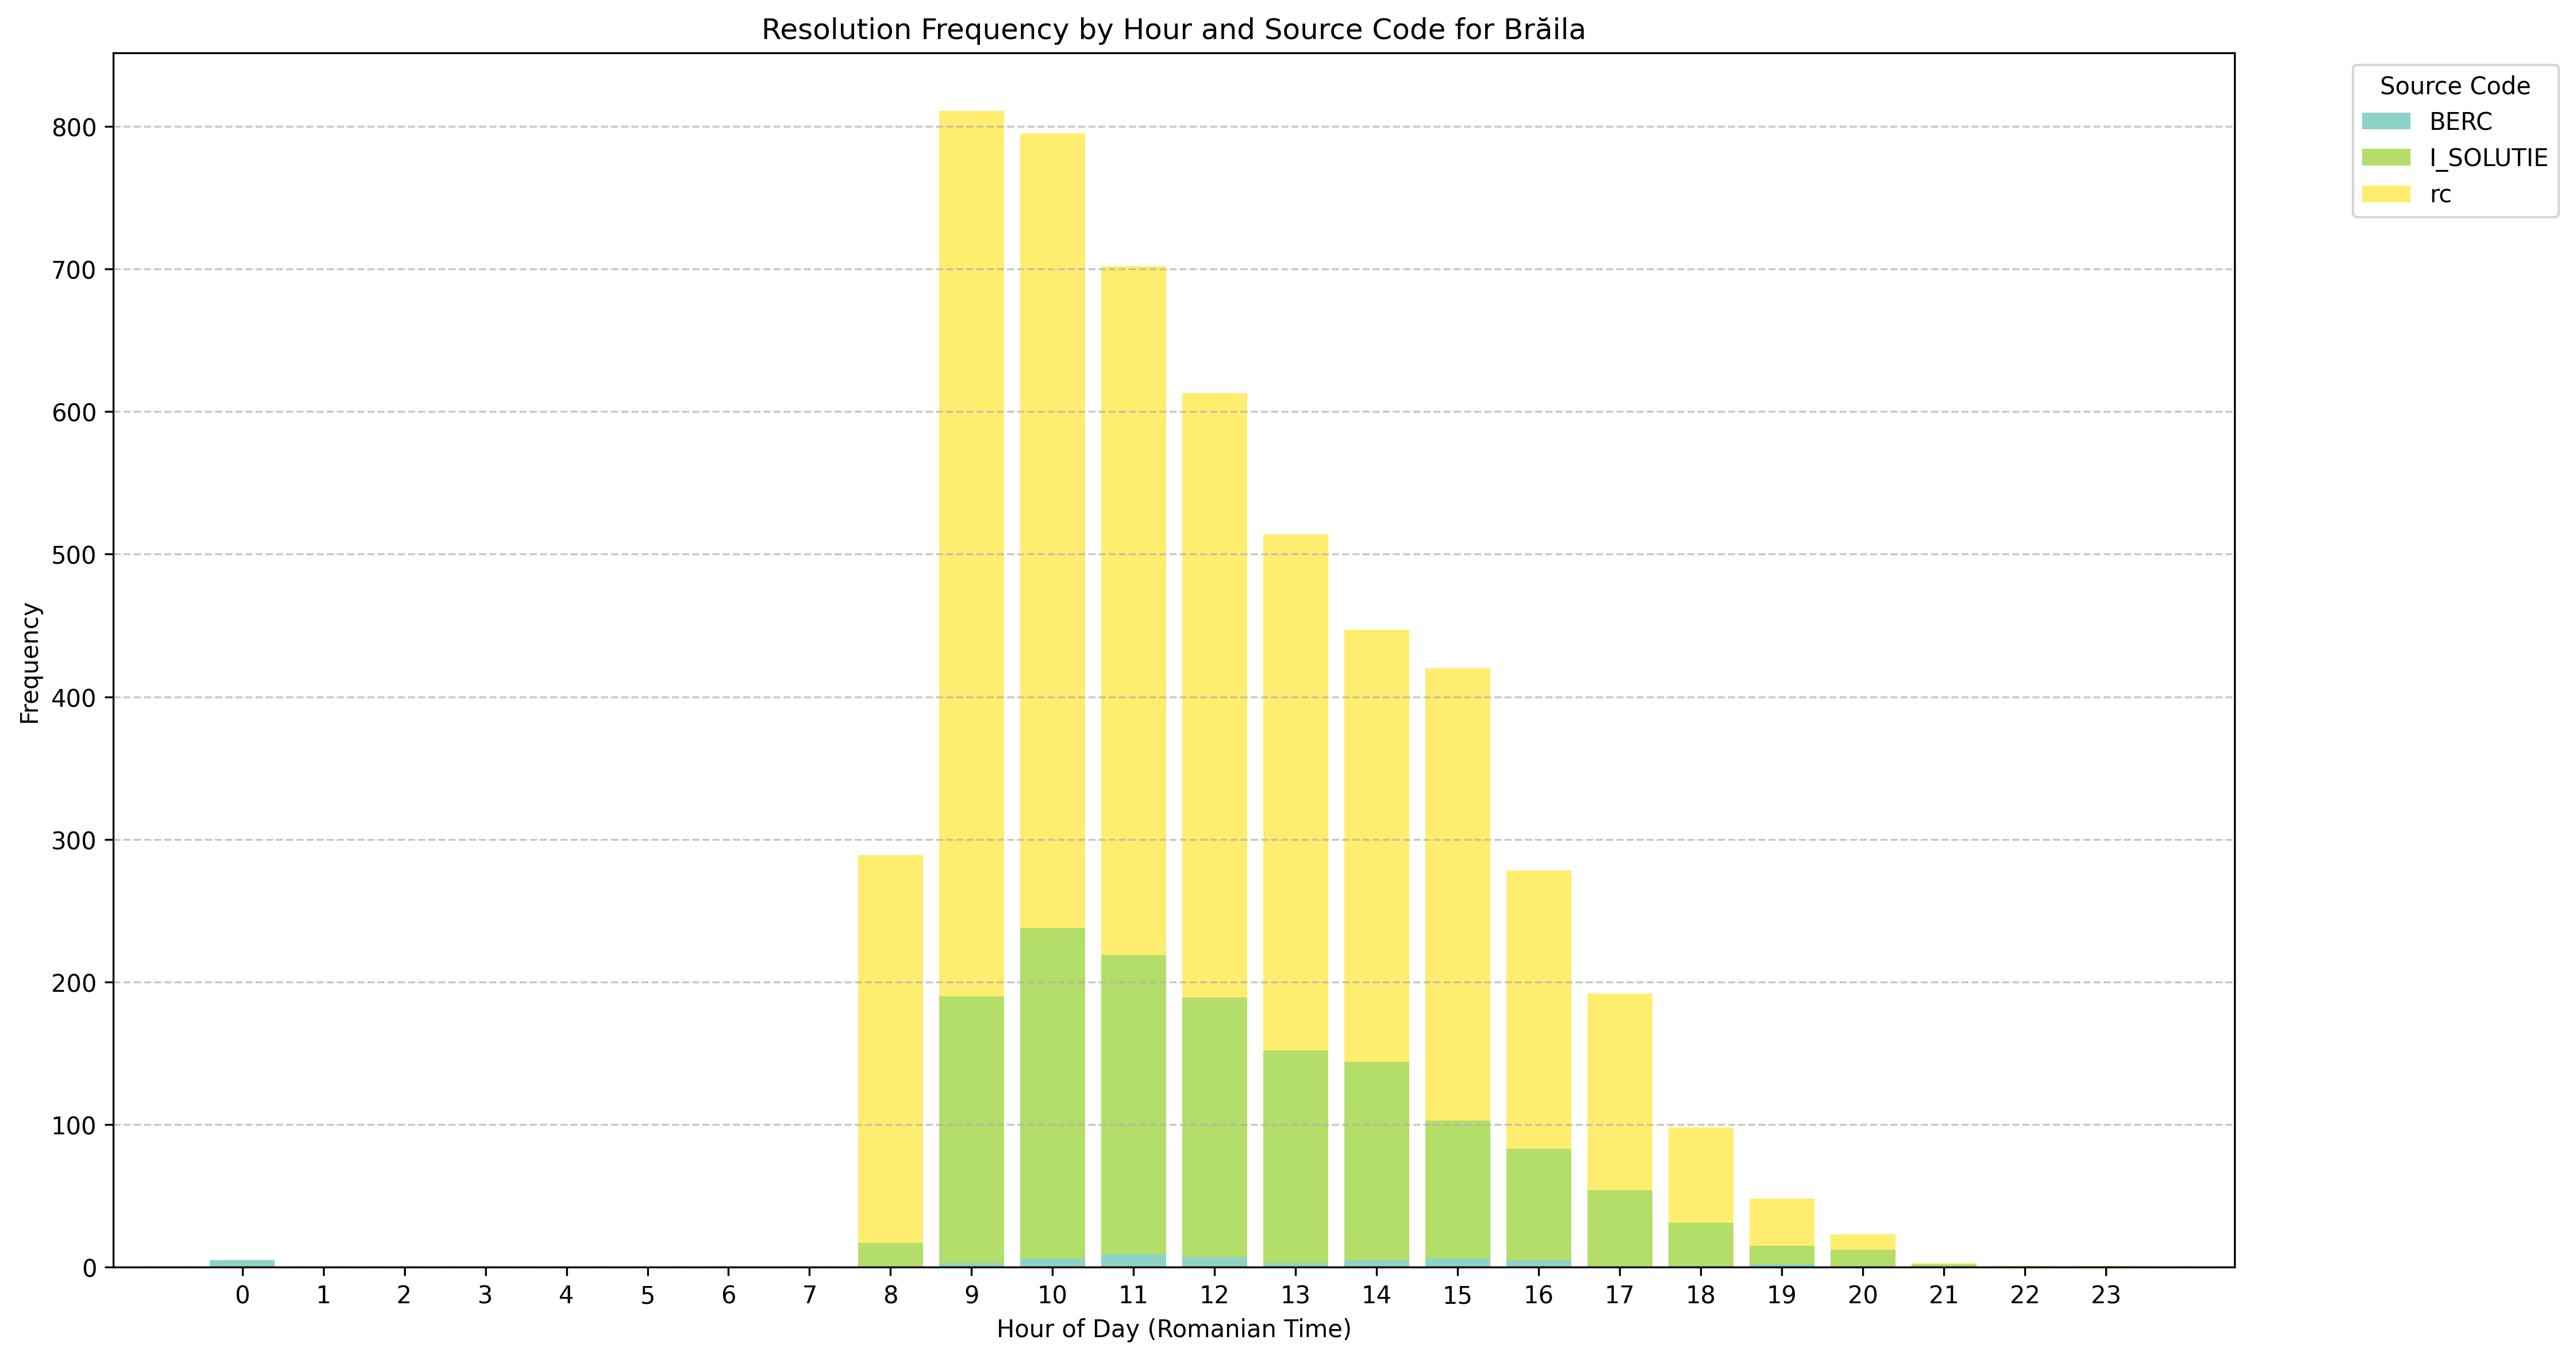 Resolution Frequency by Hour and Source Code for Brăila
Source Code
BERC
I_SOLUTIE
rc
Frequency
800
700
600
500
400
300
200
100
0
0 1 2 3 4 5 6 7 8 9 10 11 12 13 14 15 16 17 18 19 20 21 22 23
Hour of Day (Romanian Time)